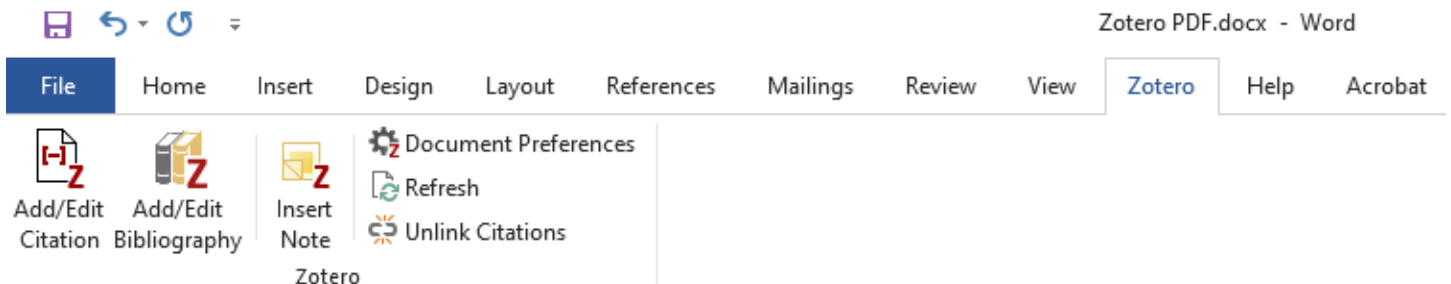 Zotero PDF.docx - Word
File Home Insert Design Layout References Mailings Review View Zotero Help Acrobat
Add/Edit Citation
Add/Edit Bibliography
Insert Note
Document Preferences
Refresh
Unlink Citations
Zotero